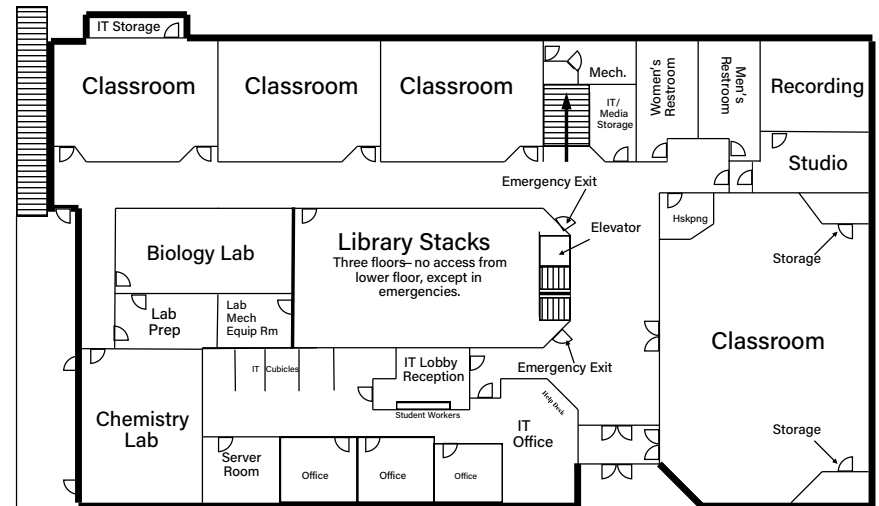 IT Storage
Classroom
Classroom
Classroom
Mech.
IT/
Media
Storage
Women's
Restroom
Men's
Restroom
Recording
Studio
Emergency Exit
Elevator
Hskpng
Storage
Biology Lab
Library Stacks
Three floors– no access from
lower floor, except in
emergencies.
Lab
Prep
Lab
Mech
Equip Rm
Classroom
Emergency Exit
IT Cubicles
IT Lobby
Reception
Student Workers
Help Desk
Chemistry
Lab
IT
Office
Storage
Server
Room
Office
Office
Office